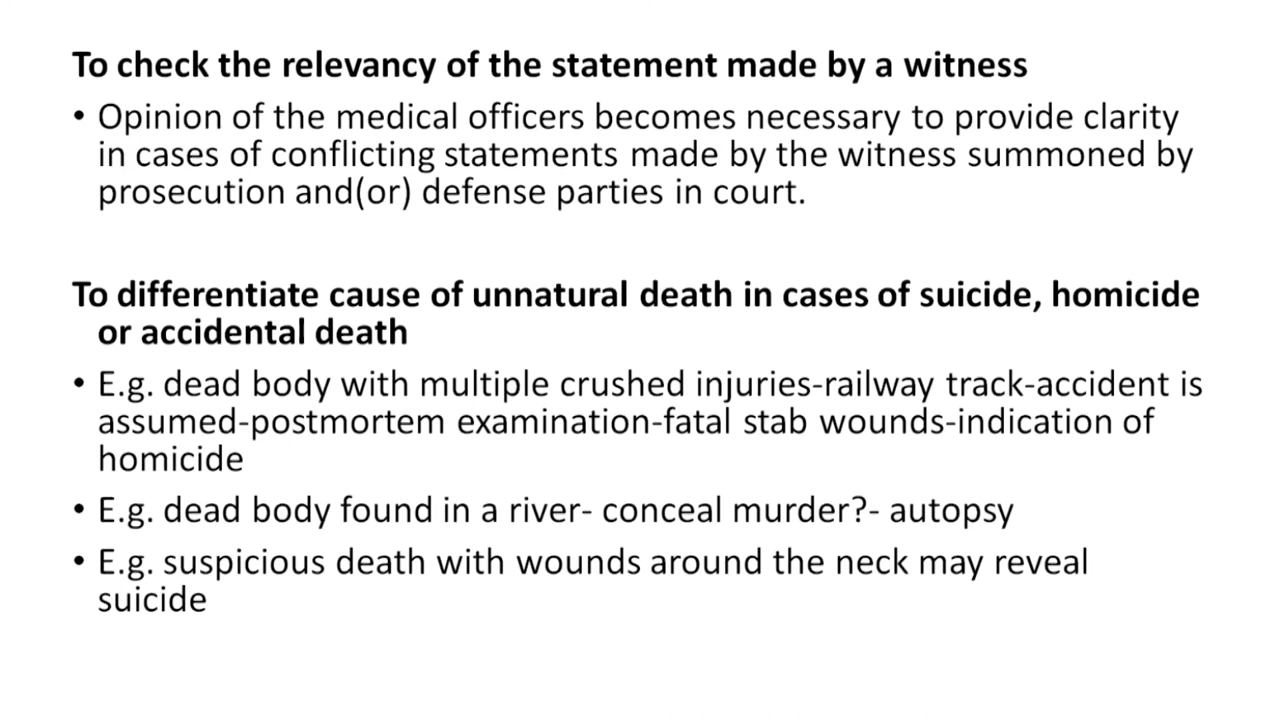 To check the relevancy of the statement made by a witness
• Opinion of the medical officers becomes necessary to provide clarity
in cases of conflicting statements made by the witness summoned by
prosecution and(or) defense parties in court.
To differentiate cause of unnatural death in cases of suicide, homicide
or accidental death
• E.g. dead body with multiple crushed injuries-railway track-accident is
assumed-postmortem examination-fatal stab wounds-indication of
homicide
• E.g. dead body found in a river- conceal murder?- autopsy
• E.g. suspicious death with wounds around the neck may reveal
suicide